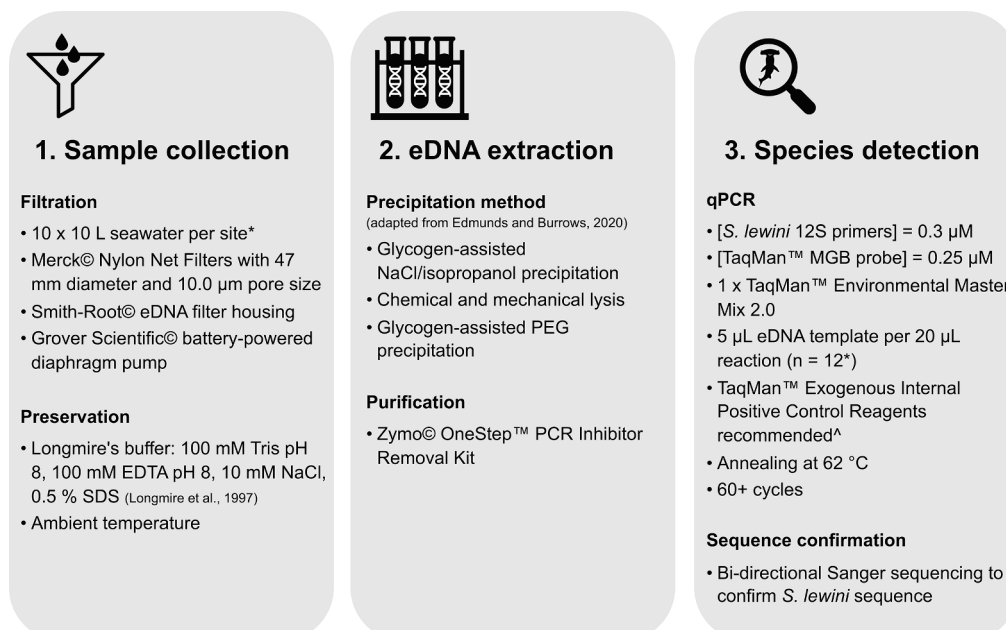 1. Sample collection
Filtration
• 10 x 10 L seawater per site*
• Merck© Nylon Net Filters with 47
mm diameter and 10.0 µm pore size
• Smith-Root© eDNA filter housing
• Grover Scientific© battery-powered
diaphragm pump
Preservation
• Longmire's buffer: 100 mM Tris pH
8, 100 mM EDTA pH 8, 10 mM NaCl,
0.5 % SDS (Longmire et al., 1997)
• Ambient temperature
2. eDNA extraction
Precipitation method
(adapted from Edmunds and Burrows, 2020)
• Glycogen-assisted
NaCl/isopropanol precipitation
• Chemical and mechanical lysis
• Glycogen-assisted PEG
precipitation
Purification
• Zymo© OneStep™ PCR Inhibitor
Removal Kit
3. Species detection
qPCR
• [S. lewini 12S primers] = 0.3 µM
• [TaqMan™ MGB probe] = 0.25 µM
• 1 x TaqMan™ Environmental Master
Mix 2.0
• 5 µL eDNA template per 20 µL
reaction (n = 12*)
• TaqMan™ Exogenous Internal
Positive Control Reagents
recommended^
• Annealing at 62 °C
• 60+ cycles
Sequence confirmation
• Bi-directional Sanger sequencing to
confirm S. lewini sequence